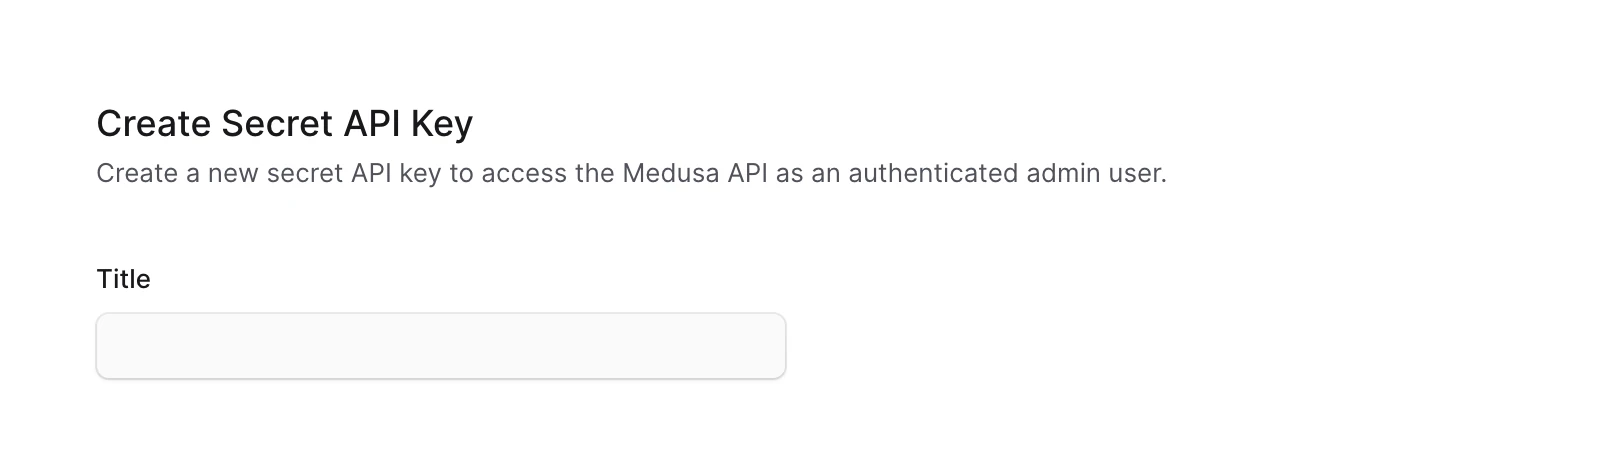 Create Secret API Key
Create a new secret API key to access the Medusa API as an authenticated admin user.
Title